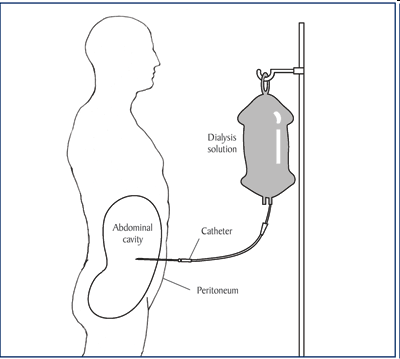 Dialysis
solution
Abdominal
cavity
Catheter
Peritoneum